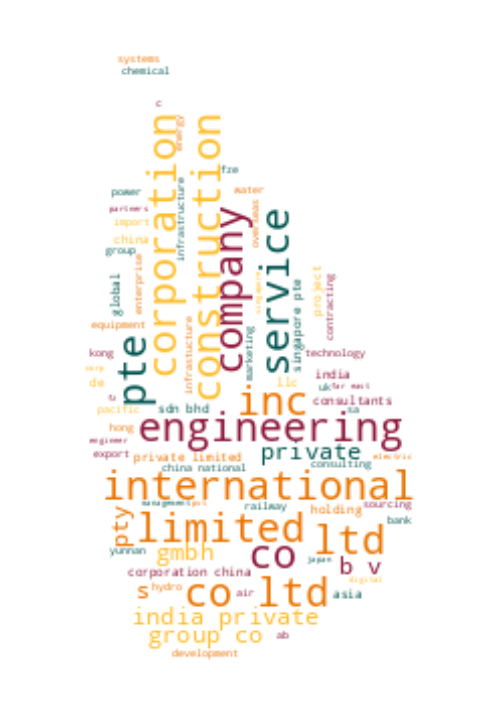 systems
chemical
c
corporation
construction
energy
fze
power
water
partners
infrastructure
company
overseas
service
import
china
group
enterprise
global
singapore
singapore pte
project
contracting
equipment
infrastructure
marketing
pte
kong
technology
corp
de
llc
india
uk
far east
inc
consultants
pacific
sdn bhd
sa
hong
engineering
engineer
export
private limited
private
electric
china national
consulting
international
management
railway
holding
sourcing
pty
limited
ltd
bank
yunnan
gmbh
co
japan
b v
corporation china
digital
s
hydro
co ltd
air
asia
india private
group co
ab
development